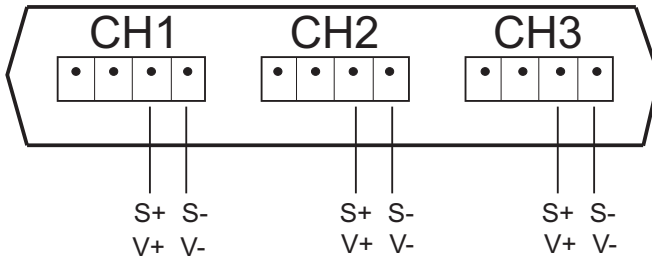 CH1 CH2 CH3
S+ S- S+ S- S+ S-
V+ V- V+ V- V+ V-